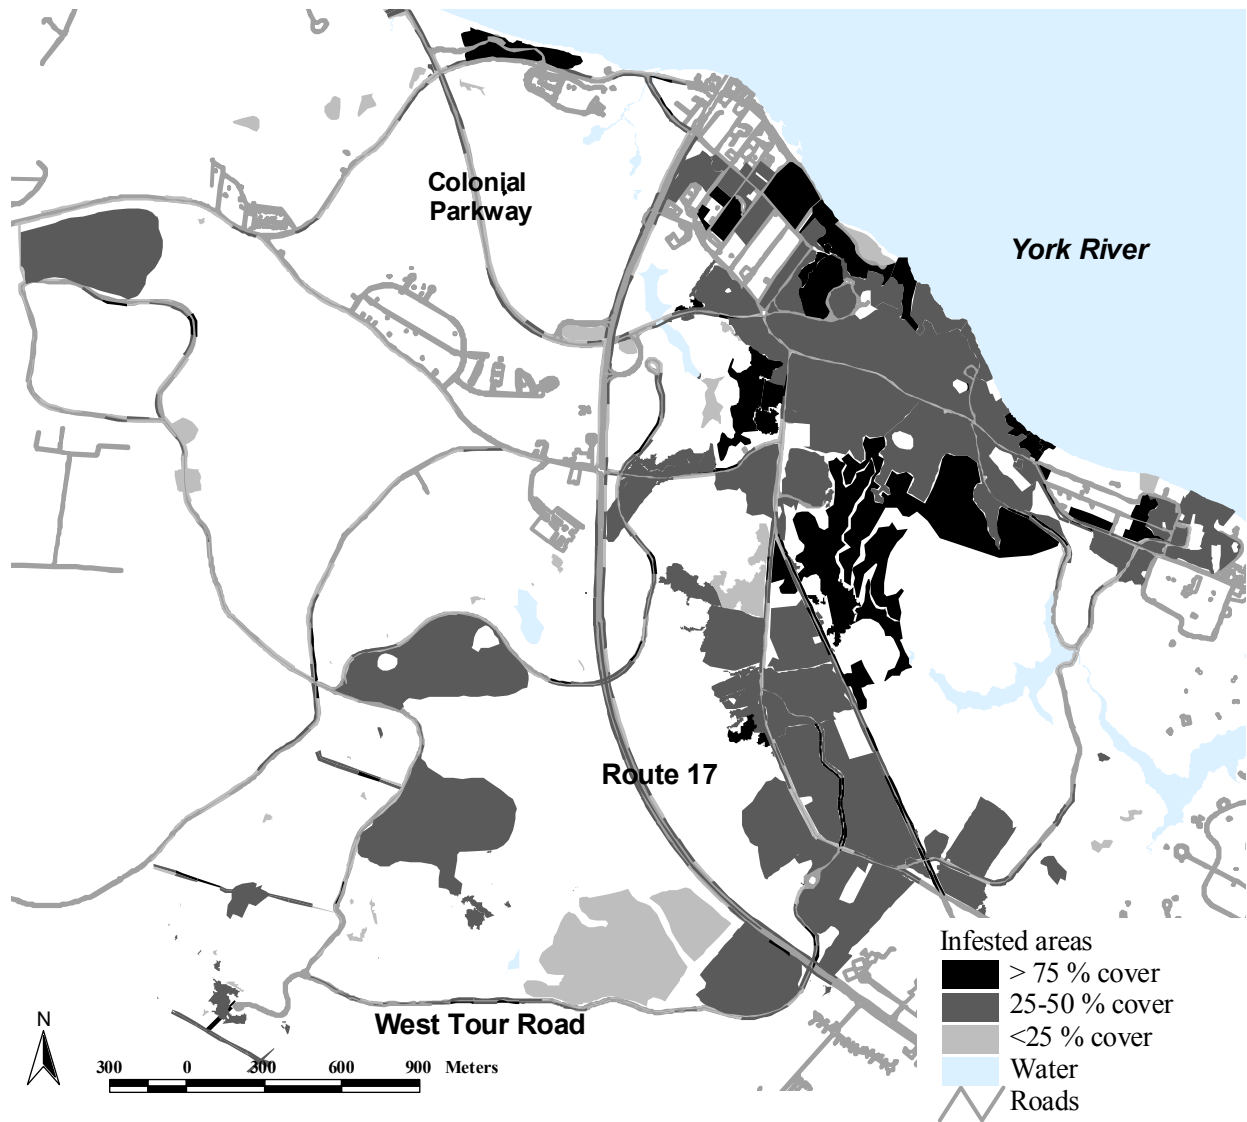 Colonial
Parkway
York River
Route 17
West Tour Road
Infested areas
> 75 % cover
25-50 % cover
<25 % cover
Water
Roads
N
300 0 300 600 900 Meters